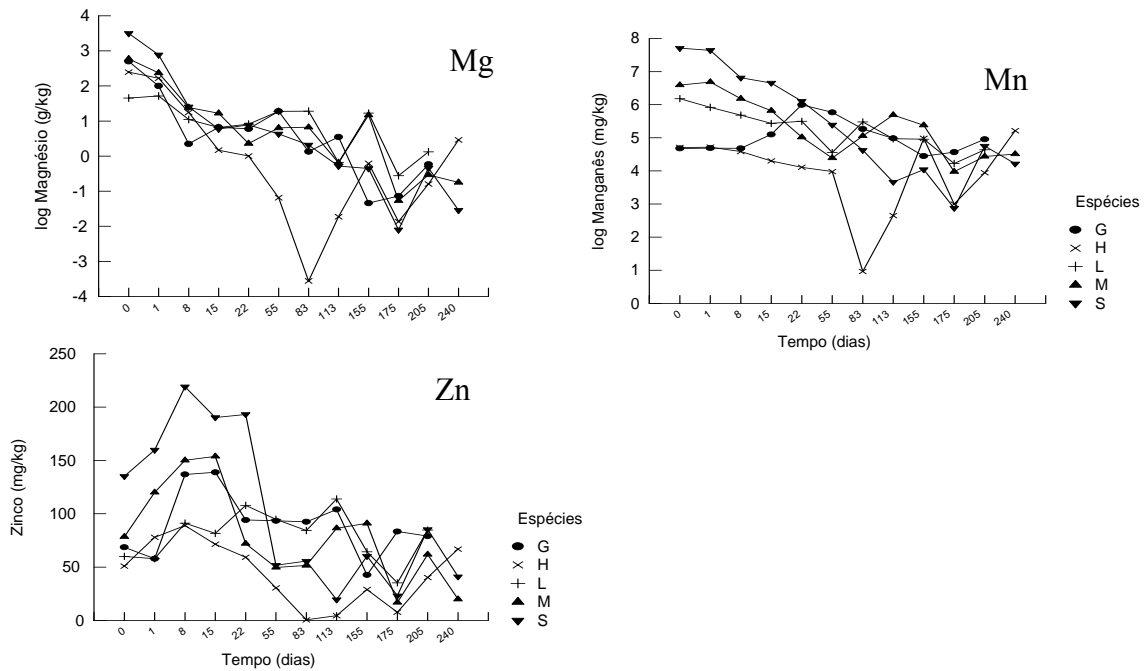 4
3
2
1
0
-1
-2
-3
-4
log Magnésio (g/kg)
Mg
0 1 8 15 22 55 83 113 155 175 205 240
8
7
6
5
4
3
2
1
0
log Manganês (mg/kg)
Mn
0 1 8 15 22 55 83 113 155 175 205 240
Tempo (dias)
Espécies
G
H
L
M
S
250
200
150
100
50
0
Zinco (mg/kg)
Zn
0 1 8 15 22 55 83 113 155 175 205 240
Tempo (dias)
Espécies
G
H
L
M
S